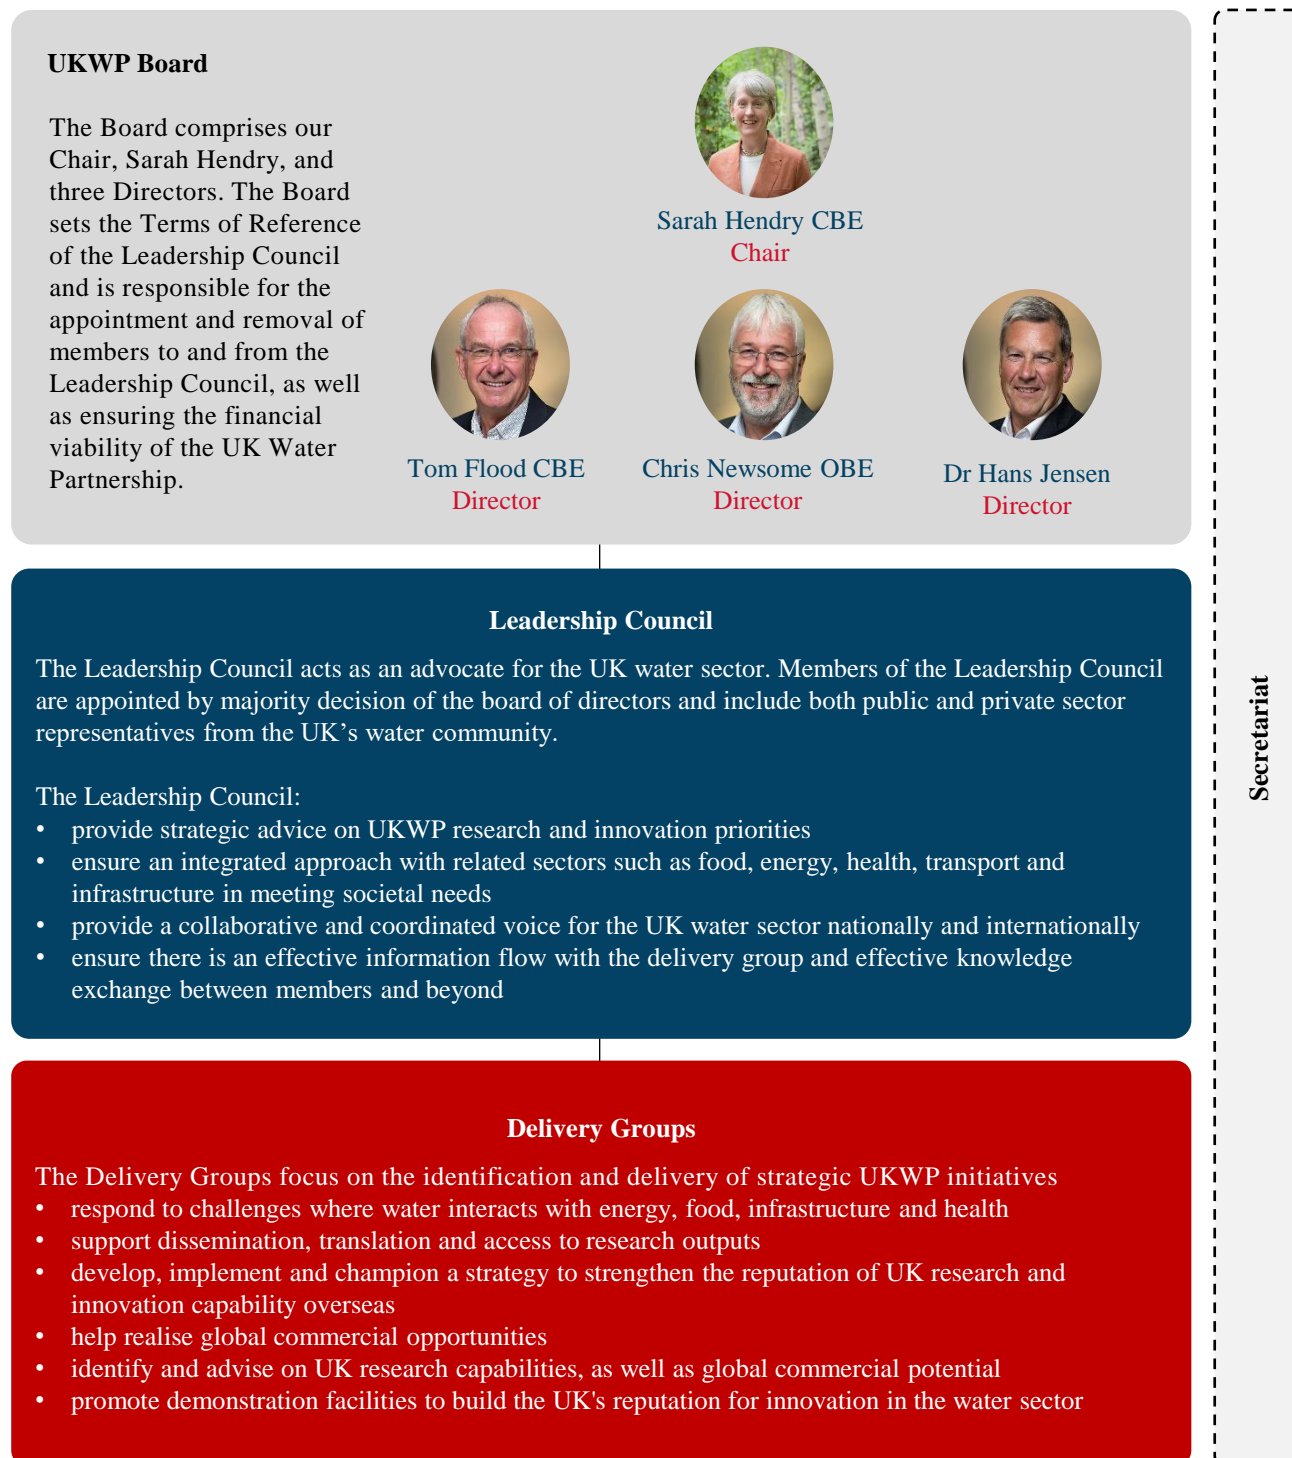 UKWP Board
The Board comprises our
Chair, Sarah Hendry, and
three Directors. The Board
sets the Terms of Reference
of the Leadership Council
and is responsible for the
appointment and removal of
members to and from the
Leadership Council, as well
as ensuring the financial
viability of the UK Water
Partnership.
Sarah Hendry CBE
Chair
Tom Flood CBE
Director
Chris Newsome OBE
Director
Dr Hans Jensen
Director
Leadership Council
The Leadership Council acts as an advocate for the UK water sector. Members of the Leadership Council
are appointed by majority decision of the board of directors and include both public and private sector
representatives from the UK’s water community.
The Leadership Council:
• provide strategic advice on UKWP research and innovation priorities
• ensure an integrated approach with related sectors such as food, energy, health, transport and
infrastructure in meeting societal needs
• provide a collaborative and coordinated voice for the UK water sector nationally and internationally
• ensure there is an effective information flow with the delivery group and effective knowledge
exchange between members and beyond
Delivery Groups
The Delivery Groups focus on the identification and delivery of strategic UKWP initiatives
• respond to challenges where water interacts with energy, food, infrastructure and health
• support dissemination, translation and access to research outputs
• develop, implement and champion a strategy to strengthen the reputation of UK research and
innovation capability overseas
• help realise global commercial opportunities
• identify and advise on UK research capabilities, as well as global commercial potential
• promote demonstration facilities to build the UK's reputation for innovation in the water sector
Secretariat